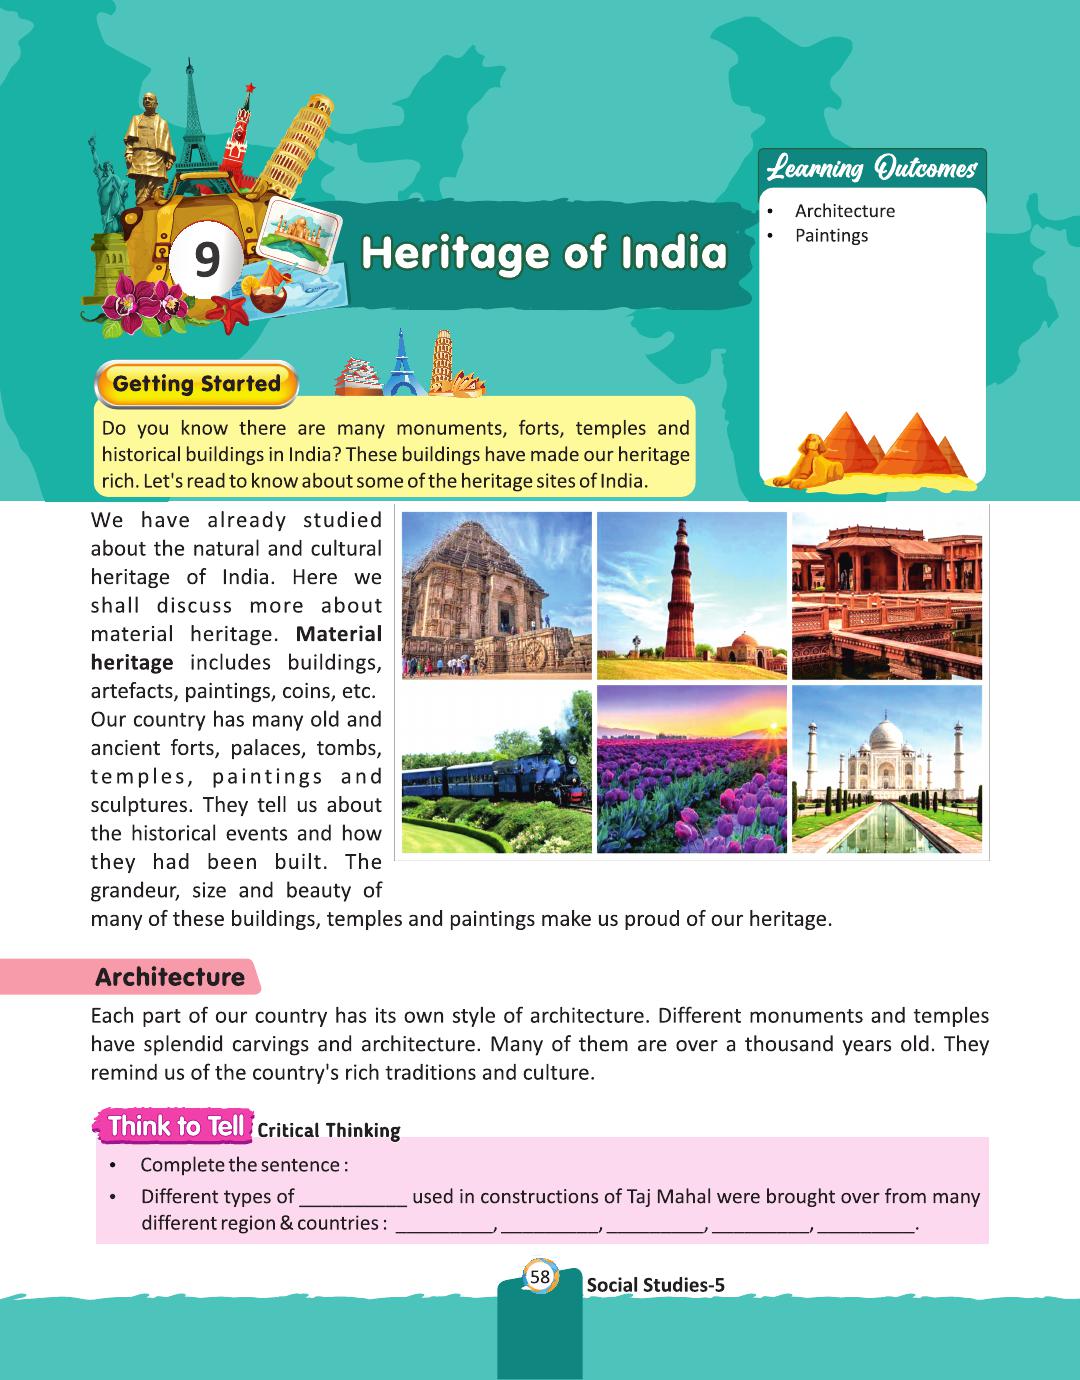 Learning Outcomes
• Architecture
• Paintings
9
Heritage of India
Getting Started
Do you know there are many monuments, forts, temples and
historical buildings in India? These buildings have made our heritage
rich. Let's read to know about some of the heritage sites of India.
We have already studied
about the natural and cultural
heritage of India. Here we
shall discuss more about
material heritage. Material
heritage includes buildings,
artefacts, paintings, coins, etc.
Our country has many old and
ancient forts, palaces, tombs,
temples, paintings and
sculptures. They tell us about
the historical events and how
they had been built. The
grandeur, size and beauty of
many of these buildings, temples and paintings make us proud of our heritage.
Architecture
Each part of our country has its own style of architecture. Different monuments and temples
have splendid carvings and architecture. Many of them are over a thousand years old. They
remind us of the country's rich traditions and culture.
Think to Tell Critical Thinking
• Complete the sentence :
• Different types of __________ used in constructions of Taj Mahal were brought over from many
different region & countries : _________, _________, _________, _________, _________.
58
Social Studies-5